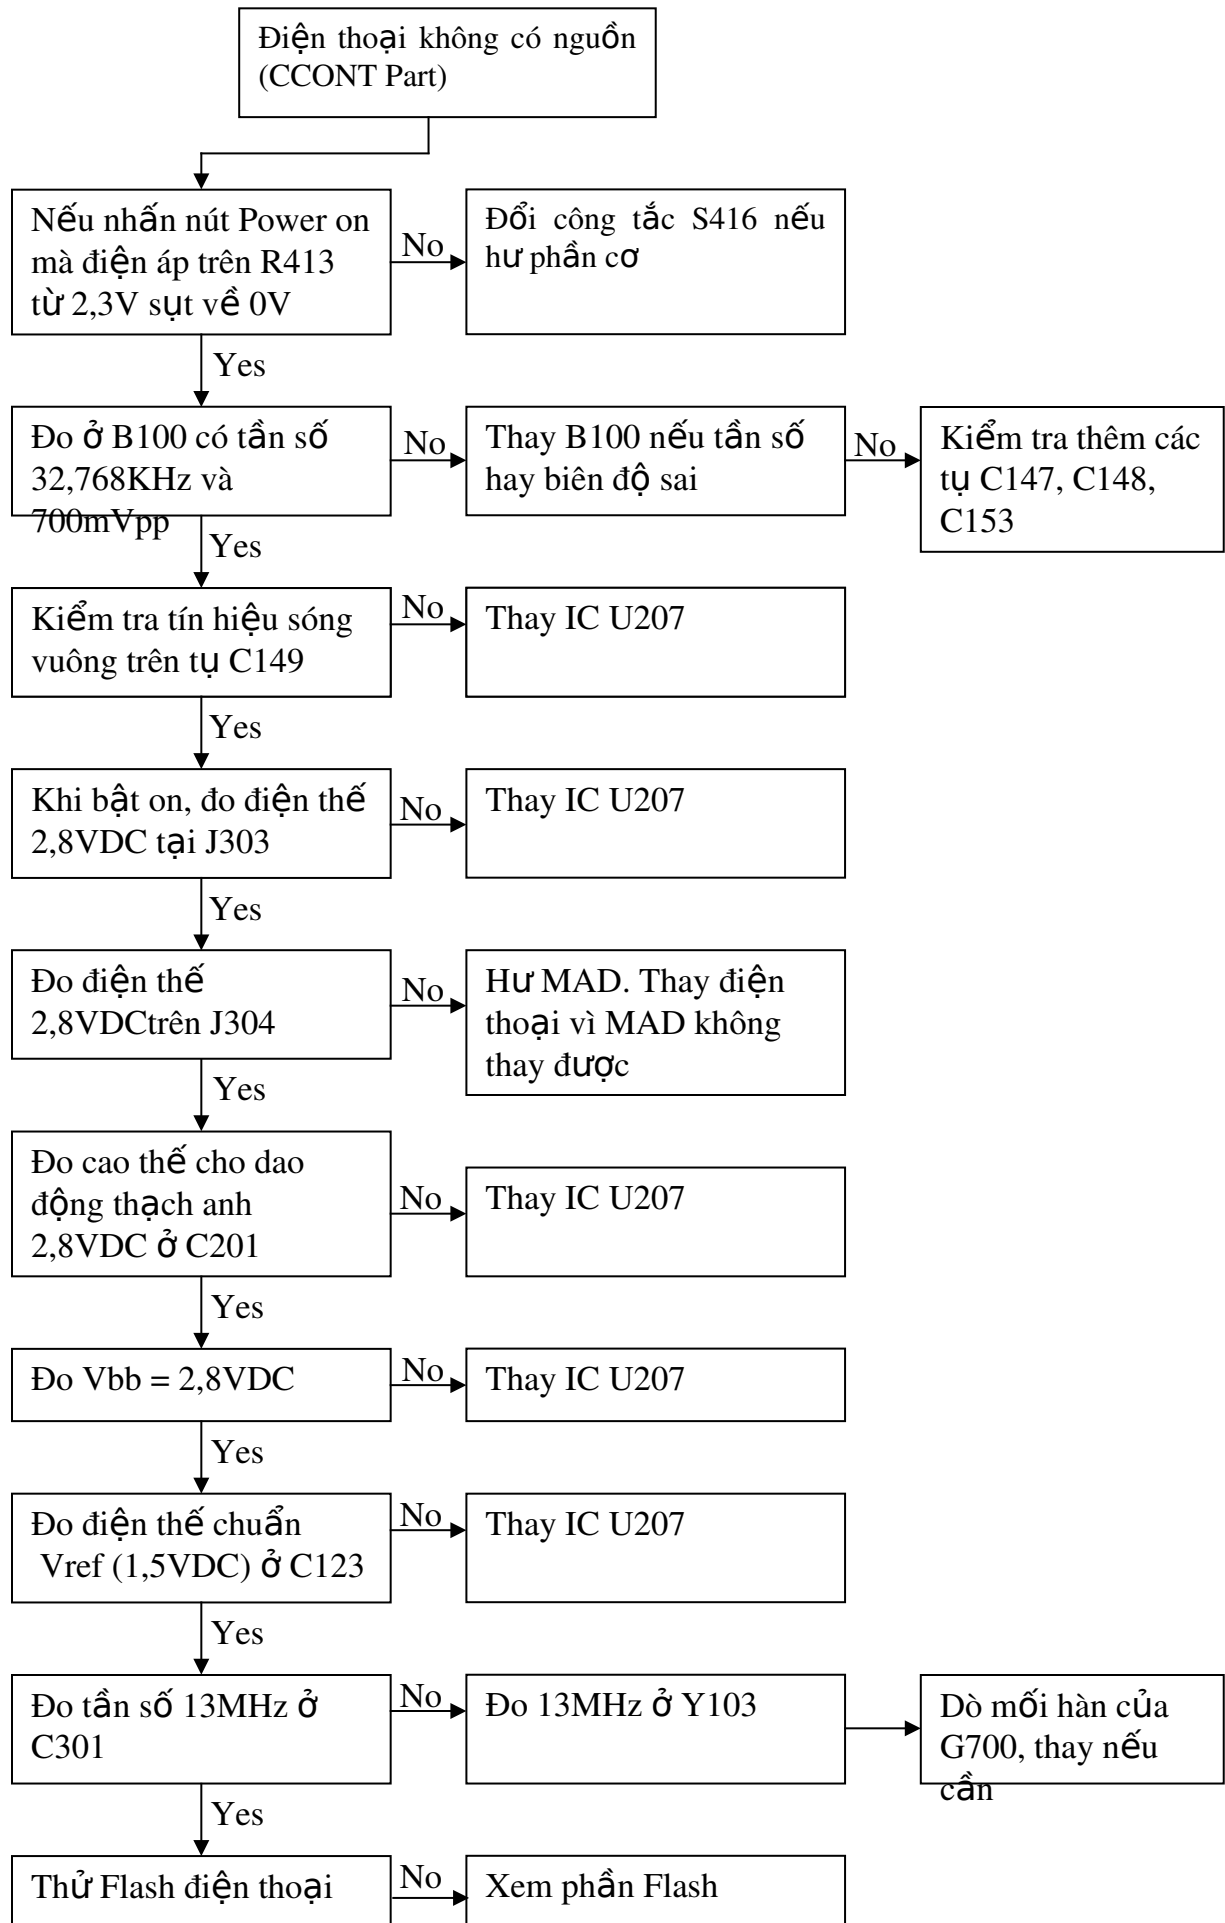 Điện thoại không có nguồn
(CCONT Part)
Nếu nhấn nút Power on
mà điện áp trên R413
từ 2,3V sụt về 0V
No
Đổi công tắc S416 nếu
hư phần cơ
Yes
Đo ở B100 có tần số
32,768KHz và
700mVpp
No
Thay B100 nếu tần số
hay biên độ sai
No
Kiểm tra thêm các
tụ C147, C148,
C153
Yes
Kiểm tra tín hiệu sóng
vuông trên tụ C149
No
Thay IC U207
Yes
Khi bật on, đo điện thế
2,8VDC tại J303
No
Thay IC U207
Yes
Đo điện thế
2,8VDCtrên J304
No
Hư MAD. Thay điện
thoại vì MAD không
thay được
Yes
Đo cao thế cho dao
động thạch anh
2,8VDC ở C201
No
Thay IC U207
Yes
Đo Vbb = 2,8VDC
No
Thay IC U207
Yes
Đo điện thế chuẩn
Vref (1,5VDC) ở C123
No
Thay IC U207
Yes
Đo tần số 13MHz ở
C301
No
Đo 13MHz ở Y103
Dò mối hàn của
G700, thay nếu
cần
Yes
Thử Flash điện thoại
No
Xem phần Flash